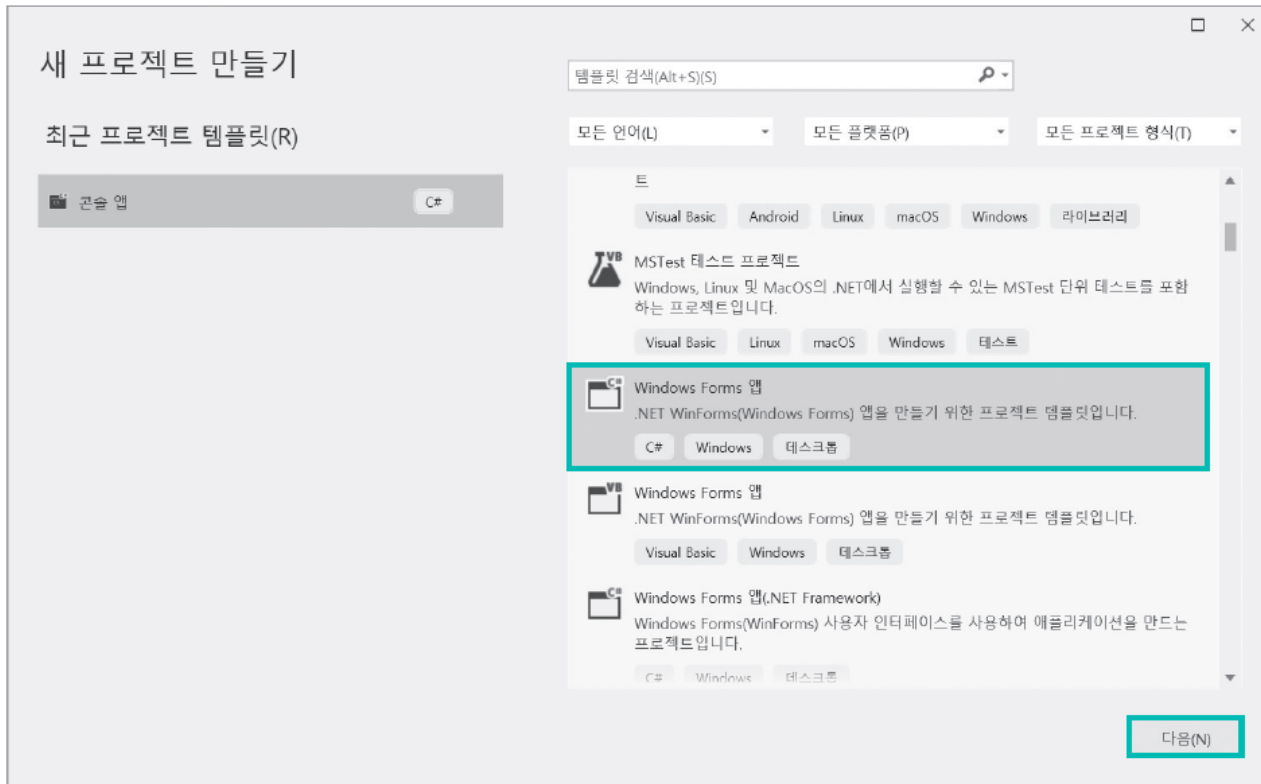 새 프로젝트 만들기
템플릿 검색(Alt+S)(S)
최근 프로젝트 템플릿(R)
모든 언어(L)
모든 플랫폼(P)
모든 프로젝트 형식(T)
콘솔 앱
C#
트
Visual Basic Android Linux macOS Windows 라이브러리
VB
MSTest 테스트 프로젝트
Windows, Linux 및 MacOS의 .NET에서 실행할 수 있는 MSTest 단위 테스트를 포함
하는 프로젝트입니다.
Visual Basic Linux macOS Windows 테스트
C#
Windows Forms 앱
.NET WinForms(Windows Forms) 앱을 만들기 위한 프로젝트 템플릿입니다.
C# Windows 데스크톱
VB
Windows Forms 앱
.NET WinForms(Windows Forms) 앱을 만들기 위한 프로젝트 템플릿입니다.
Visual Basic Windows 데스크톱
C#
Windows Forms 앱(.NET Framework)
Windows Forms(WinForms) 사용자 인터페이스를 사용하여 애플리케이션을 만드는
프로젝트입니다.
C# Windows 데스크톱
다음(N)